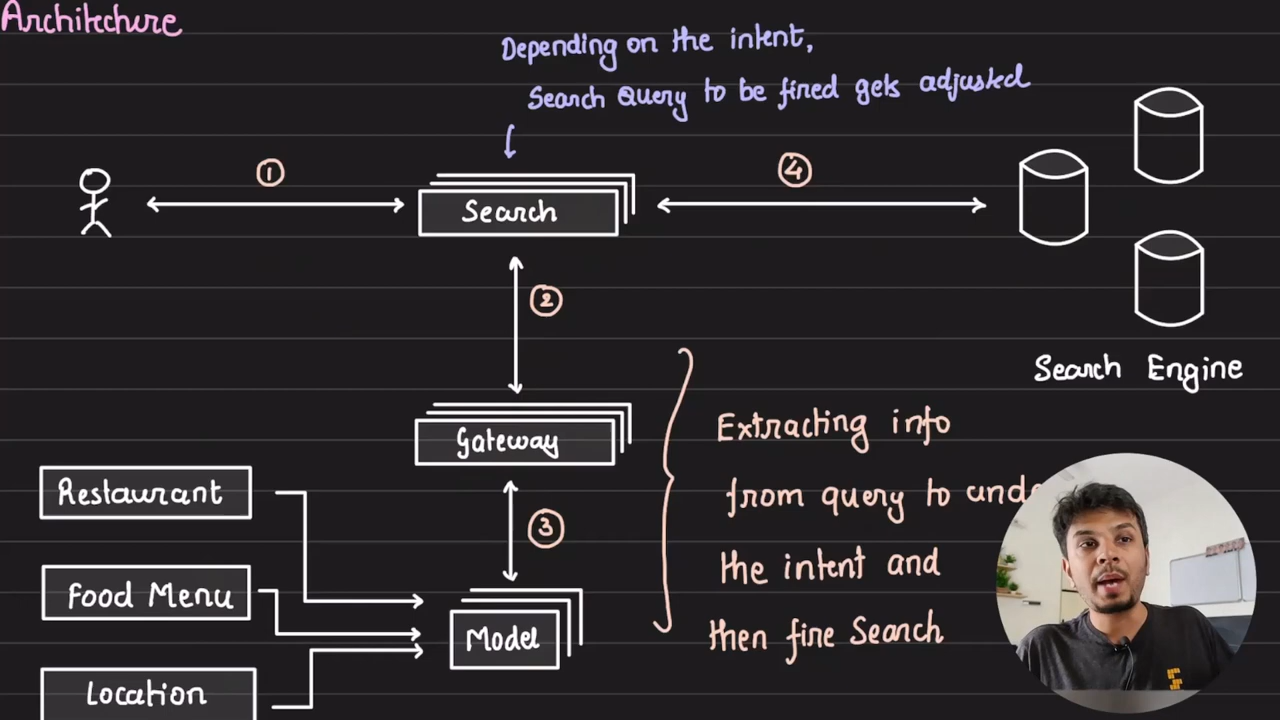 Architecture
Depending on the intent,
Search Query to be fired gets adjusted
①
Search
④
②
Search Engine
Gateway
Extracting info
from query to
the intent and
then fire Search
③
Restaurant
Food Menu
Location
Model